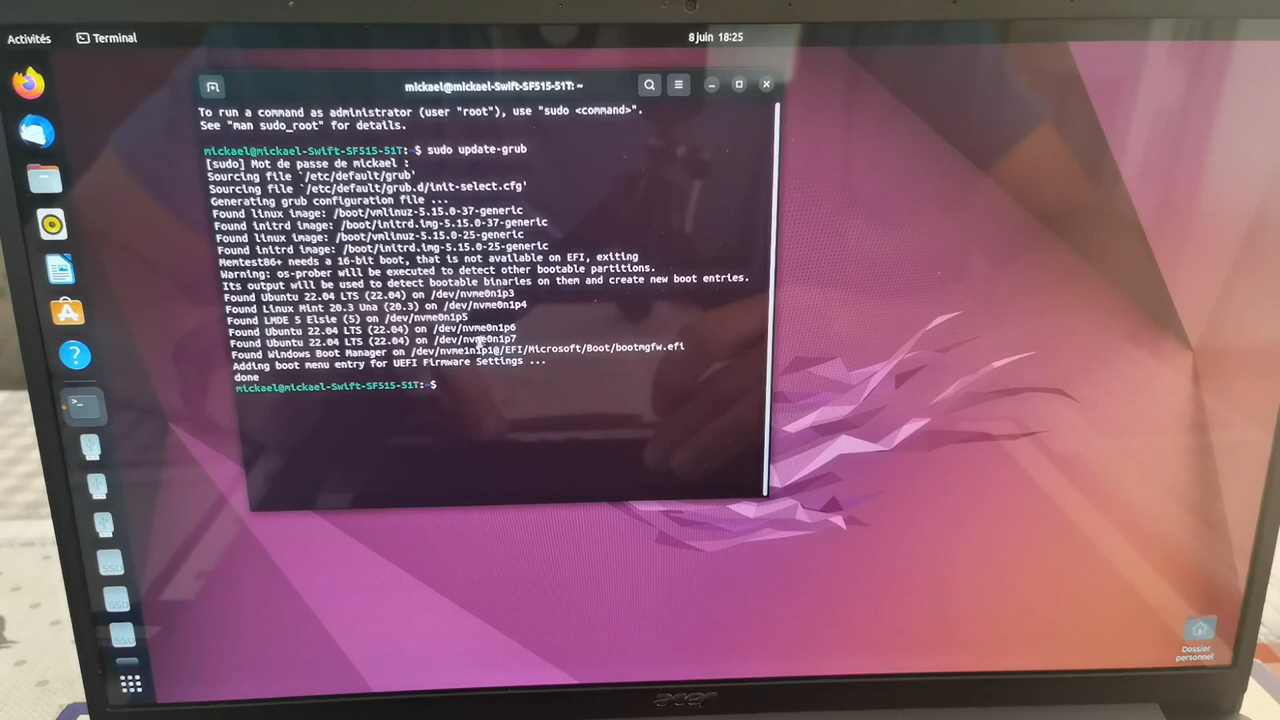 Activités
Terminal
8 juin 18:25
mickael@mickael-Swift-SF515-51T: ~
To run a command as administrator (user "root"), use "sudo <command>".
See "man sudo_root" for details.
mickael@mickael-Swift-SF515-51T:~$ sudo update-grub
[sudo] Mot de passe de mickael :
Sourcing file `/etc/default/grub'
Sourcing file `/etc/default/grub.d/init-select.cfg'
Generating grub configuration file ...
Found linux image: /boot/vmlinuz-5.15.0-37-generic
Found initrd image: /boot/initrd.img-5.15.0-37-generic
Found linux image: /boot/vmlinuz-5.15.0-25-generic
Found initrd image: /boot/initrd.img-5.15.0-25-generic
Memtest86+ needs a 16-bit boot, that is not available on EFI, exiting
Warning: os-prober will be executed to detect other bootable partitions.
Its output will be used to detect bootable binaries on them and create new boot entries.
Found Ubuntu 22.04 LTS (22.04) on /dev/nvme0n1p3
Found Linux Mint 20.3 Una (20.3) on /dev/nvme0n1p4
Found LMDE 5 Elsie (5) on /dev/nvme0n1p5
Found Ubuntu 22.04 LTS (22.04) on /dev/nvme0n1p6
Found Ubuntu 22.04 LTS (22.04) on /dev/nvme0n1p7
Found Windows Boot Manager on /dev/nvme1n1p1@/EFI/Microsoft/Boot/bootmgfw.efi
Adding boot menu entry for UEFI Firmware Settings ...
done
mickael@mickael-Swift-SF515-51T:~$
SSD
SSD
SSD
Dossier
personnel
acer